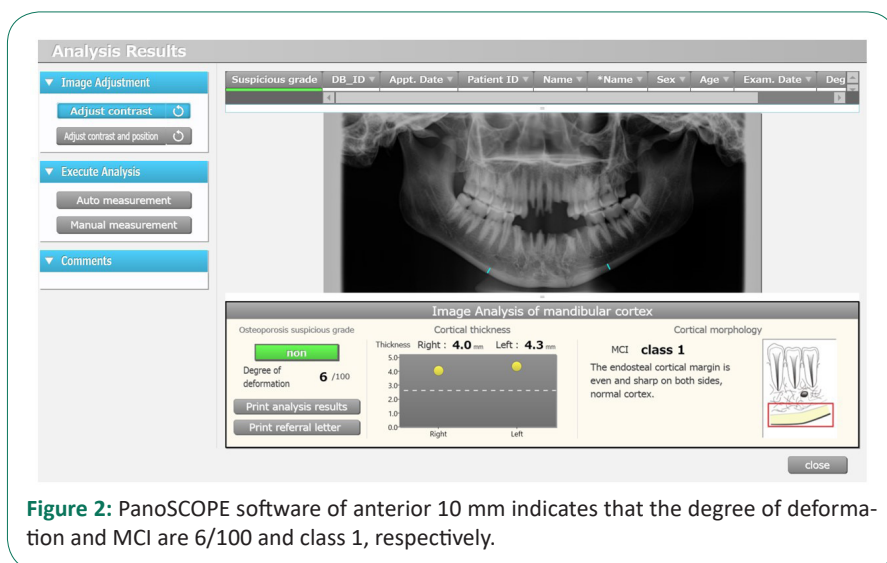 Analysis Results
Image Adjustment
Adjust contrast
Adjust contrast and position
Execute Analysis
Auto measurement
Manual measurement
Comments
Suspicious grade DB_ID Appt. Date Patient ID Name *Name Sex Age Exam. Date Deg
Image Analysis of mandibular cortex
Osteoporosis suspicious grade
non
Degree of
deformation 6 /100
Print analysis results
Print referral letter
Cortical thickness
Thickness Right : 4.0 mm Left : 4.3 mm
5.0
4.0
3.0
2.0
1.0
0.0
Right Left
Cortical morphology
MCI class 1
The endosteal cortical margin is
even and sharp on both sides,
normal cortex.
close
Figure 2: PanoSCOPE software of anterior 10 mm indicates that the degree of deforma-
tion and MCI are 6/100 and class 1, respectively.